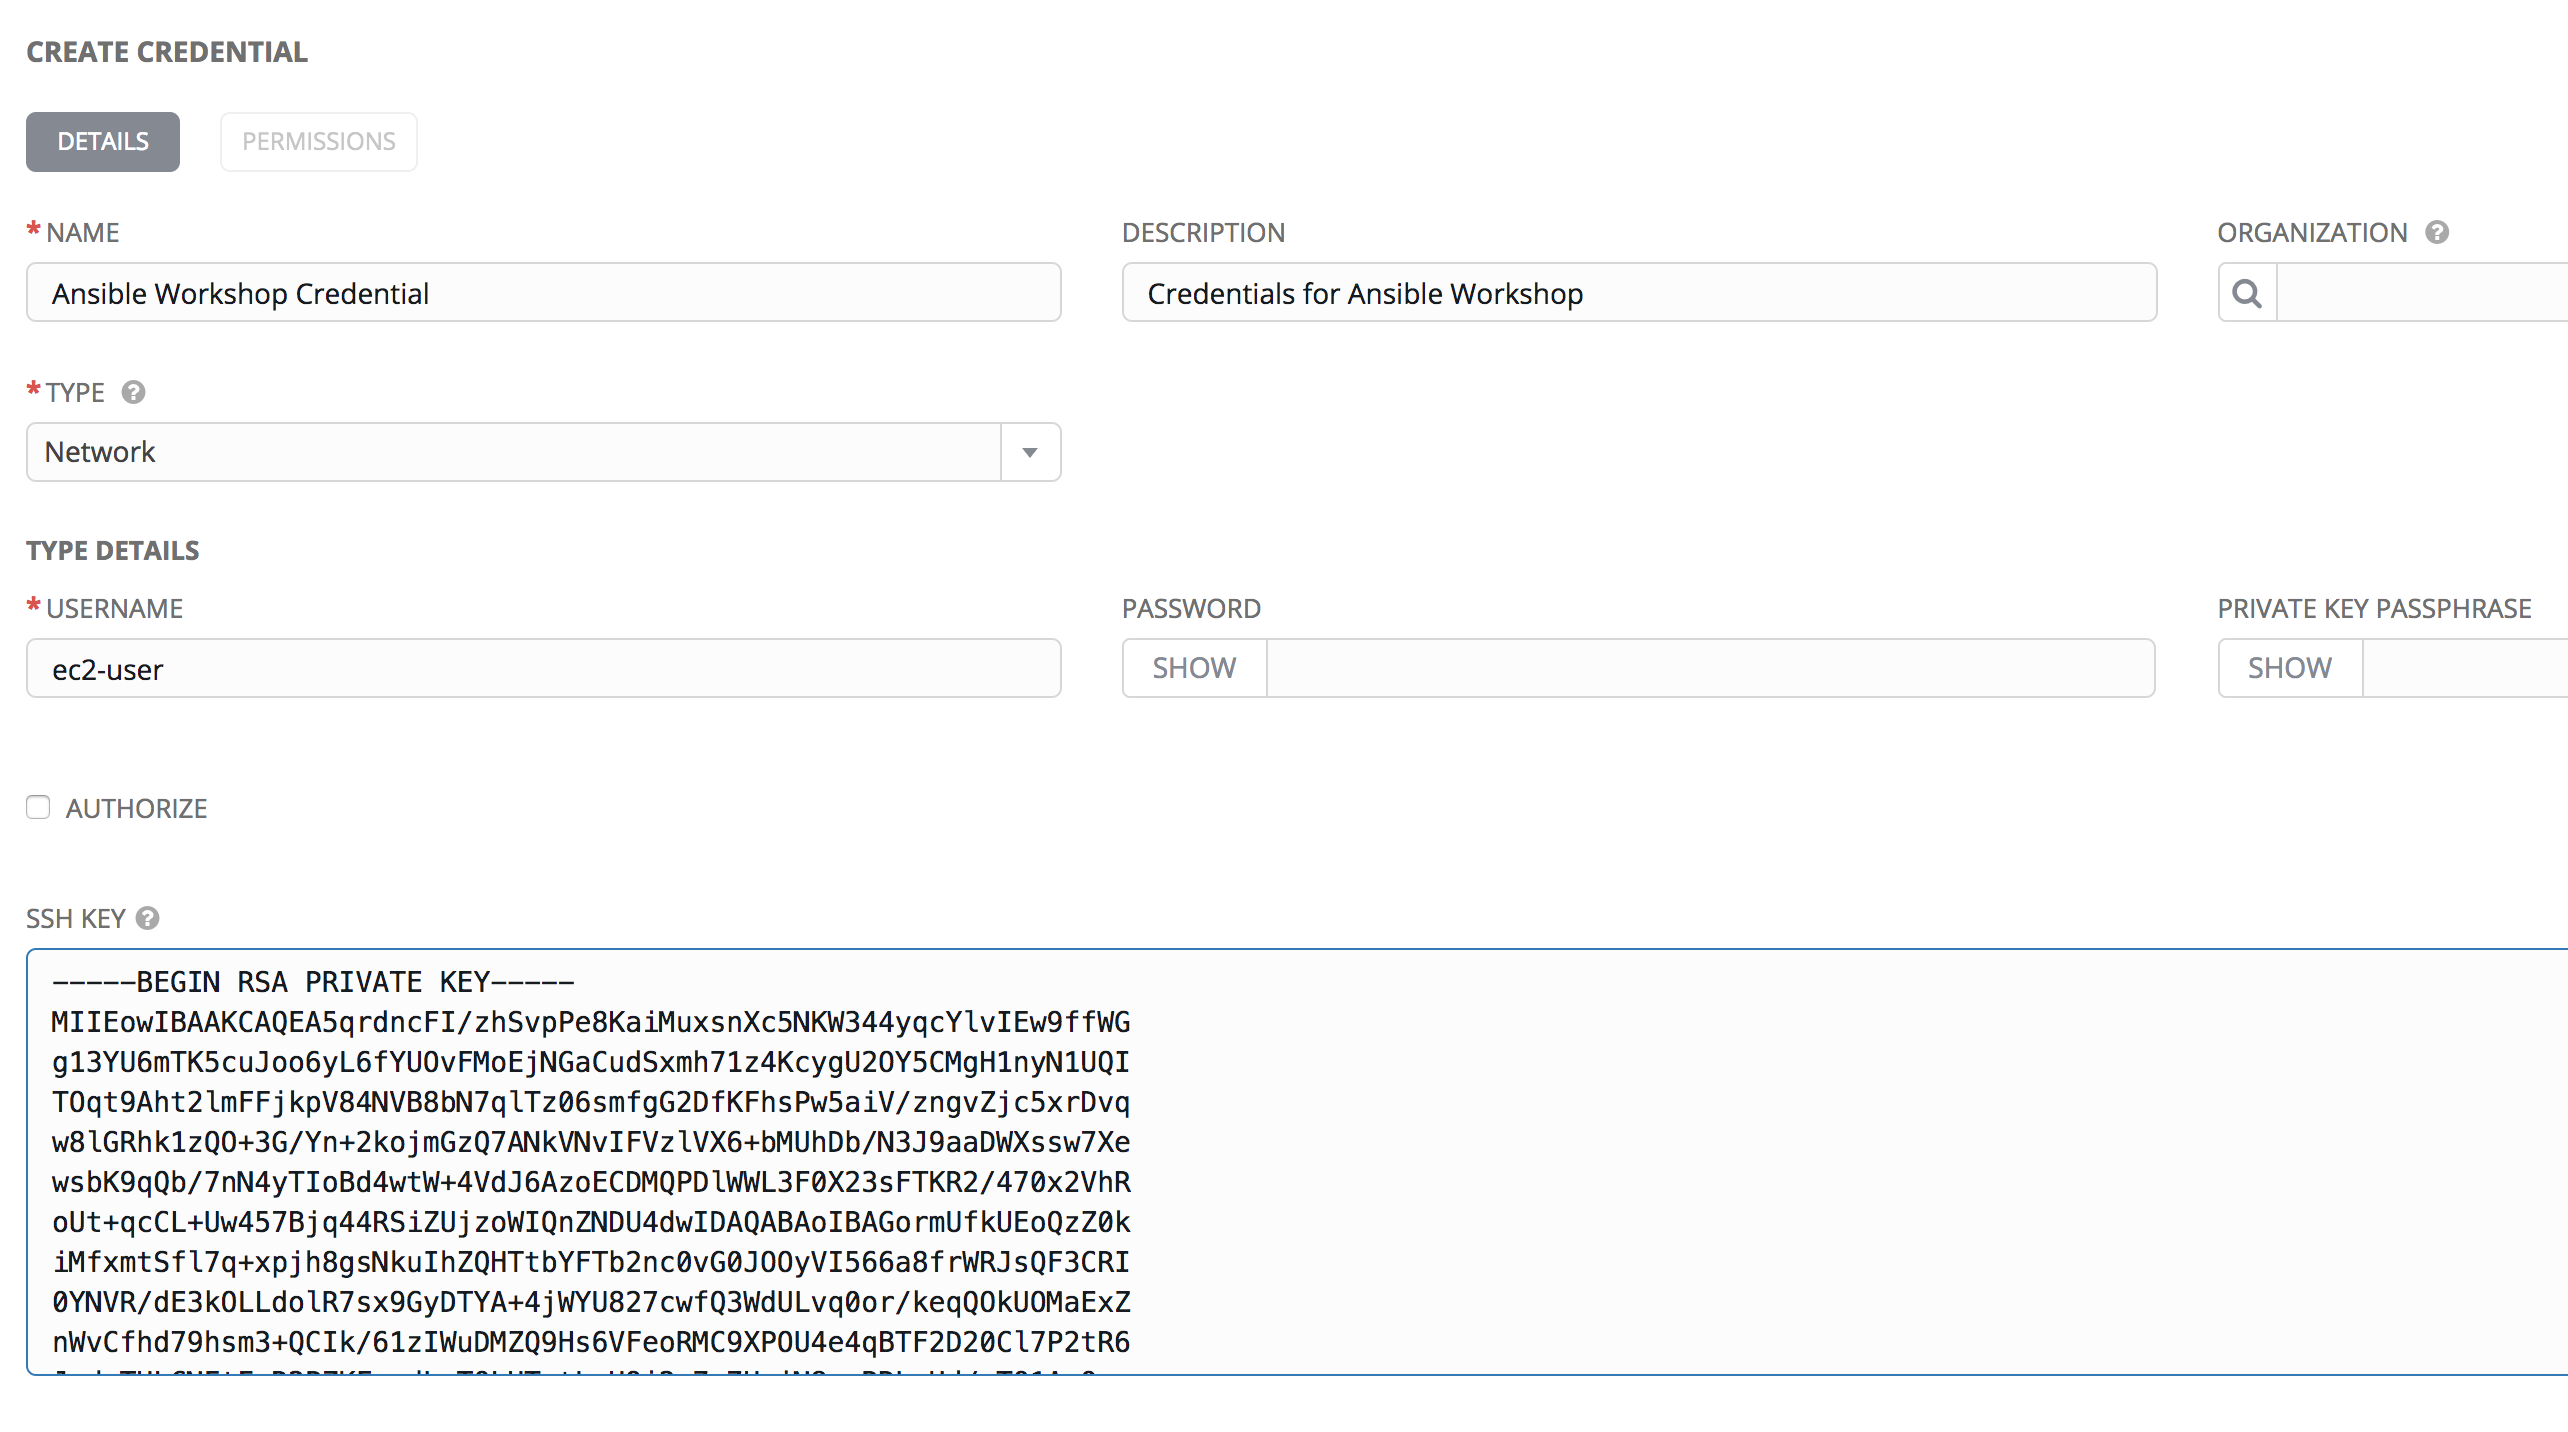 CREATE CREDENTIAL
DETAILS PERMISSIONS
* NAME DESCRIPTION ORGANIZATION ?
Ansible Workshop Credential Credentials for Ansible Workshop
* TYPE ?
Network
TYPE DETAILS
* USERNAME PASSWORD PRIVATE KEY PASSPHRASE
ec2-user SHOW SHOW
AUTHORIZE
SSH KEY ?
-----BEGIN RSA PRIVATE KEY-----
MIIEowIBAAKCAQEA5qrdncFI/zhSvpPe8KaiMuxsnXc5NKW344yqcYlvIEw9ffWG
g13YU6mTK5cuJoo6yL6fYUOvFMoEjNGaCudSxmh71z4KcygU2OY5CMgH1nyN1UQI
TOqt9Aht2lmFFjkpV84NVB8bN7qlTz06smfgG2DfKFhsPw5aiV/zngvZjc5xrDvq
w8lGRhk1zQO+3G/Yn+2kojmGzQ7ANkVNvIFVzlVX6+bMUhDb/N3J9aaDWXssw7Xe
wsbK9qQb/7nN4yTIoBd4wtW+4VdJ6AzoECDMQPDlWWL3F0X23sFTKR2/470x2VhR
oUt+qcCL+Uw457Bjq44RSiZUjzoWIQnZNDU4dwIDAQABAoIBAGormUfkUEoQzZ0k
iMfxmtSfl7q+xpjh8gsNkuIhZQHTtbYFTb2nc0vG0JOOyVI566a8frWRJsQF3CRI
0YNVR/dE3kOLLdolR7sx9GyDTYA+4jWYU827cwfQ3WdULvq0or/keqQOkUOMaExZ
nWvCfhd79hsm3+QCIk/61zIWuDMZQ9Hs6VFeoRMC9XPOU4e4qBTF2D20Cl7P2tR6